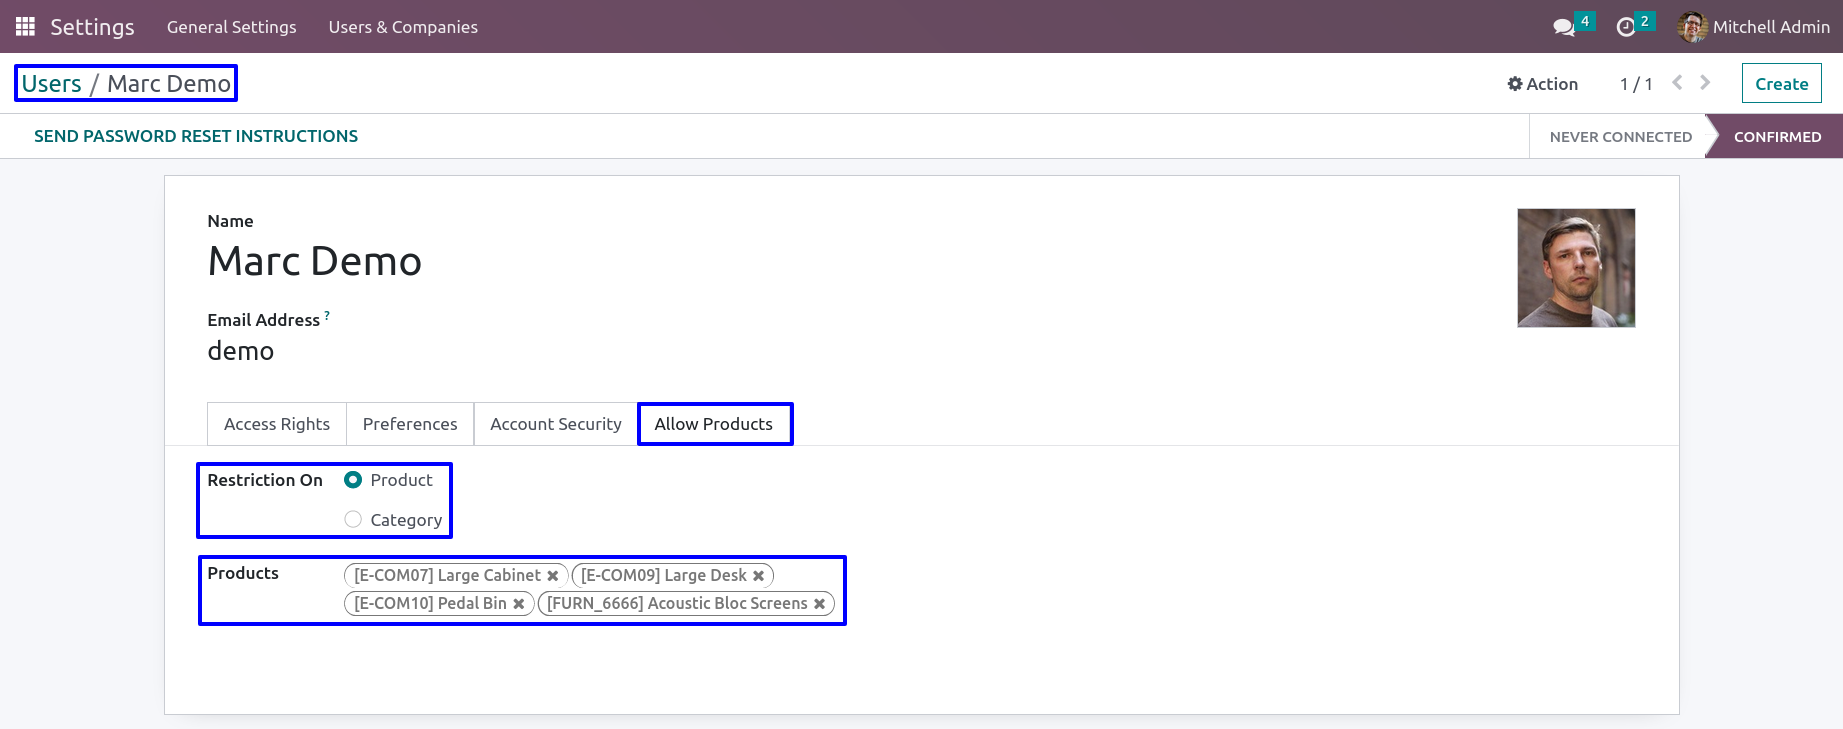 Settings General Settings Users & Companies 4 2 Mitchell Admin
Users / Marc Demo Action 1 / 1 Create
SEND PASSWORD RESET INSTRUCTIONS NEVER CONNECTED CONFIRMED
Name
Marc Demo
Email Address ?
demo
Access Rights Preferences Account Security Allow Products
Restriction On Product
Category
Products [E-COM07] Large Cabinet ✖ [E-COM09] Large Desk ✖
[E-COM10] Pedal Bin ✖ [FURN_6666] Acoustic Bloc Screens ✖